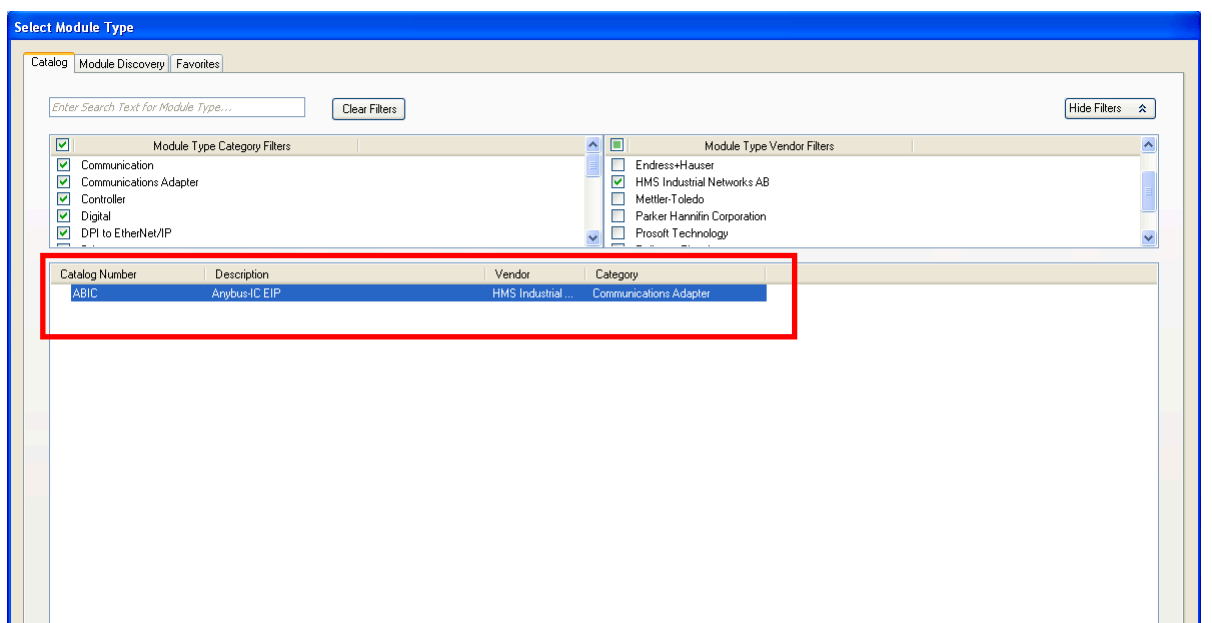 Select Module Type
Catalog Module Discovery Favorites
Enter Search Text for Module Type... Clear Filters Hide Filters
Module Type Category Filters Module Type Vendor Filters
Communication Endress+Hauser
Communications Adapter HMS Industrial Networks AB
Controller Mettler-Toledo
Digital Parker Hannifin Corporation
DPI to EtherNet/IP Prosoft Technology
Catalog Number Description Vendor Category
ABIC Anybus-IC EIP HMS Industrial ... Communications Adapter